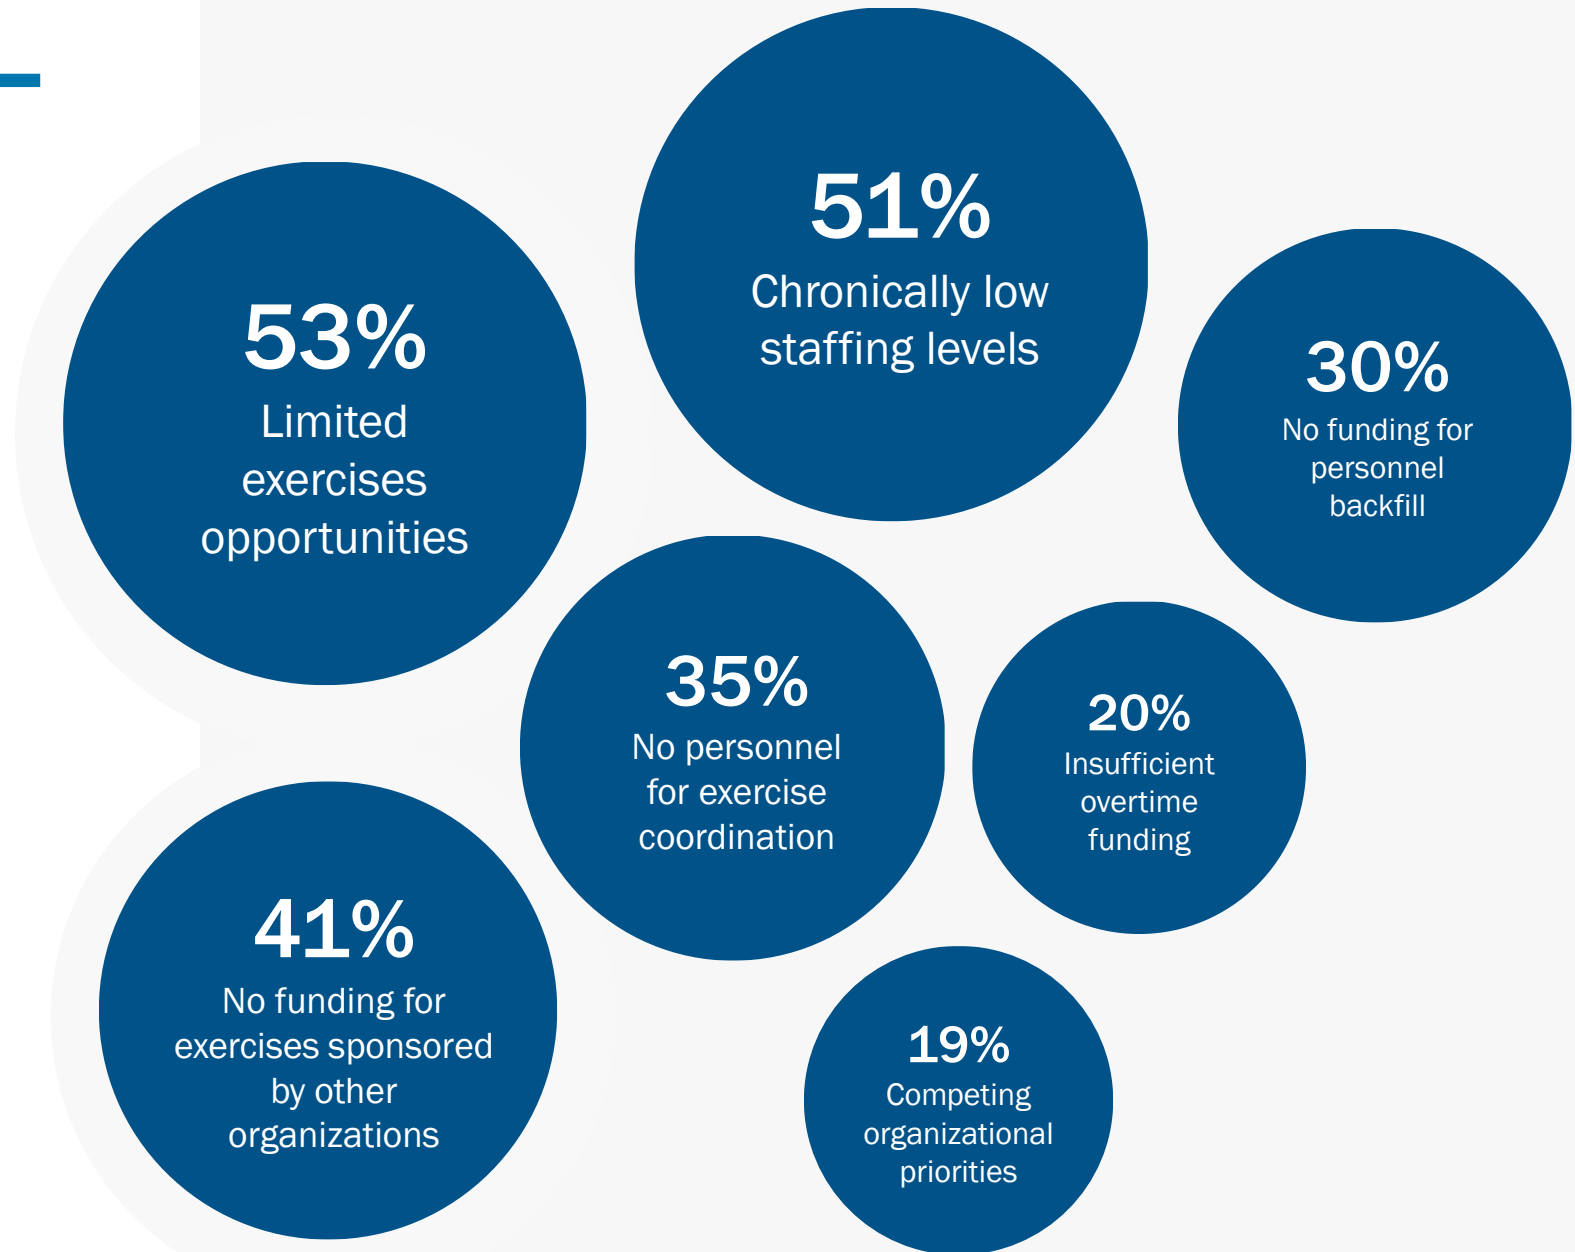 53%
Limited
exercises
opportunities
51%
Chronically low
staffing levels
30%
No funding for
personnel
backfill
35%
No personnel
for exercise
coordination
20%
Insufficient
overtime
funding
41%
No funding for
exercises sponsored
by other
organizations
19%
Competing
organizational
priorities